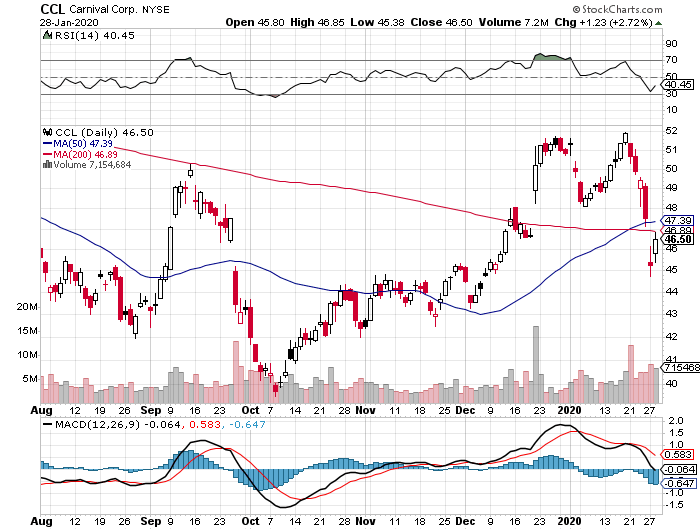 CCL Carnival Corp. NYSE © StockCharts.com
28-Jan-2020 Open 45.80 High 46.85 Low 45.38 Close 46.50 Volume 7.2M Chg +1.23 (+2.72%)
RSI(14) 40.45
90
70
50
40.45
30
10
CCL (Daily) 46.50
MA(50) 47.39
MA(200) 46.89
Volume 7,154,684
52
51
50
49
48
47.39
46.89
46.50
46
45
44
43
42
41
40
20M
15M
10M
5M
715468
Aug 12 19 26 Sep 9 16 23 Oct 7 14 21 28 Nov 11 18 25 Dec 9 16 23 2020 13 21 27
MACD(12,26,9) -0.064, 0.583, -0.647
2.0
1.5
1.0
0.583
-0.064
-0.647
-1.0
-1.5
Aug 12 19 26 Sep 9 16 23 Oct 7 14 21 28 Nov 11 18 25 Dec 9 16 23 2020 13 21 27